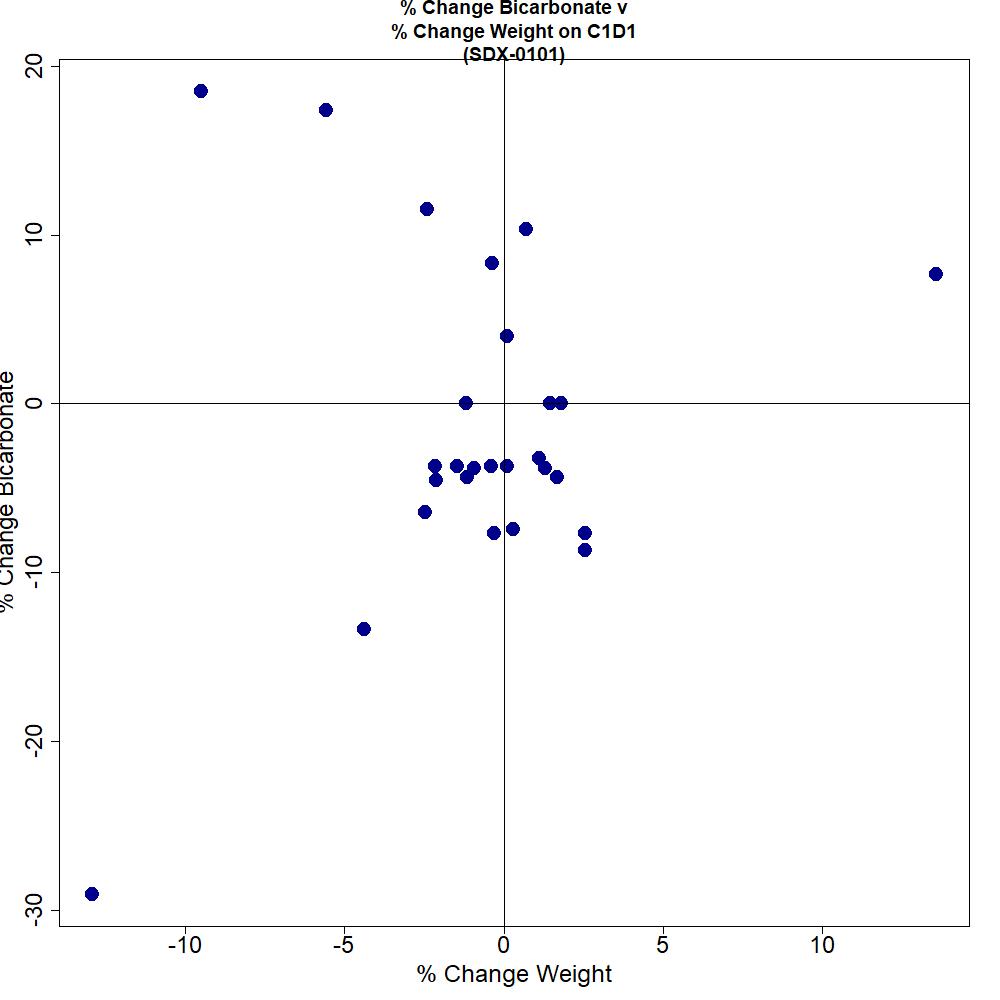 % Change Bicarbonate v
% Change Weight on C1D1
(SDX-0101)
20
10
0
-10
-20
-30
% Change Bicarbonate
-10
-5
0
5
10
% Change Weight